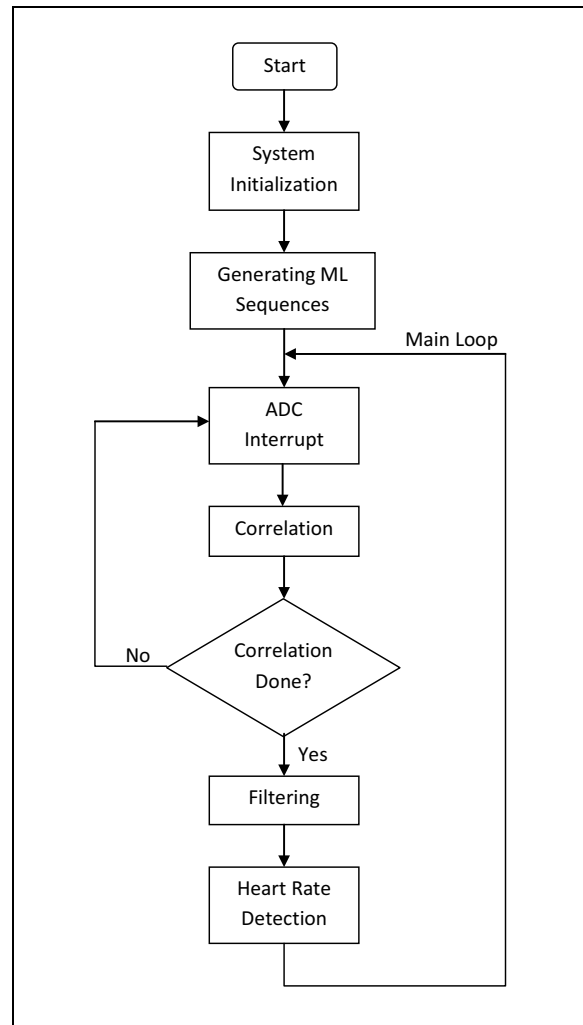 Start
System
Initialization
Generating ML
Sequences
Main Loop
ADC
Interrupt
Correlation
No
Correlation
Done?
Yes
Filtering
Heart Rate
Detection